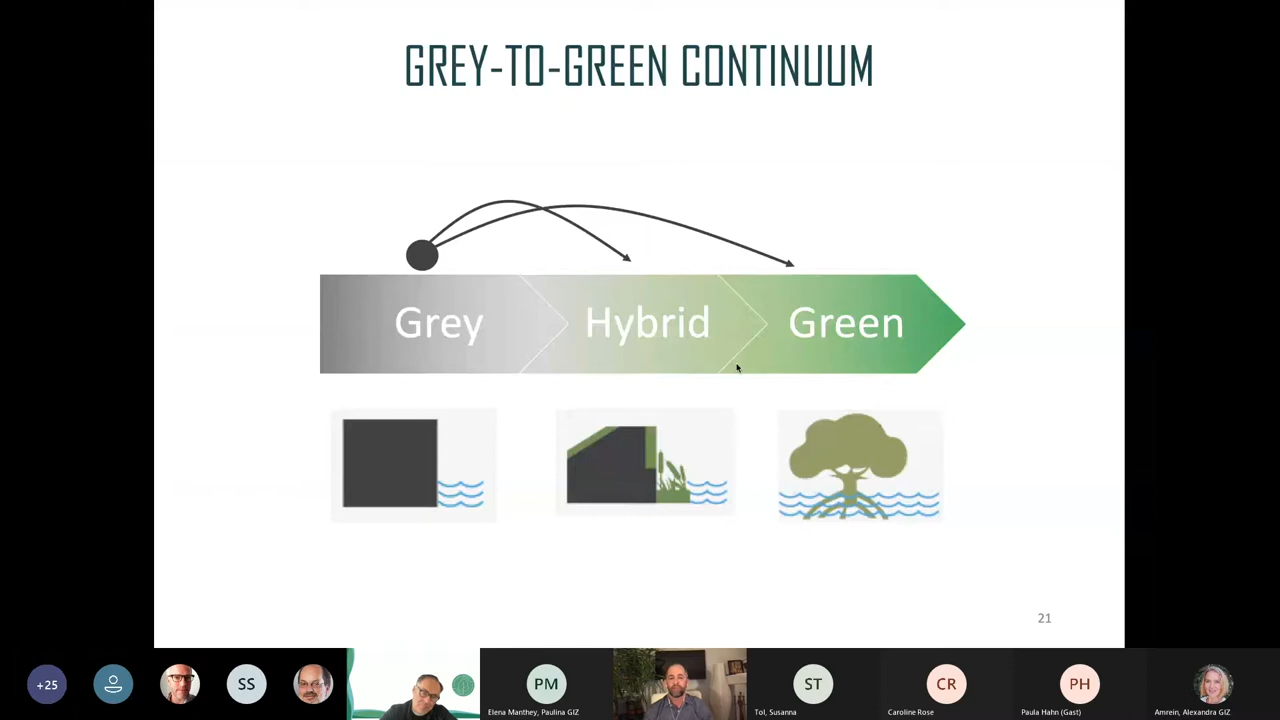 GREY-TO-GREEN CONTINUUM
Grey
Hybrid
Green
21
+25
SS
PM
ST
CR
PH
Elena Manthey, Paulina GIZ
Tol, Susanna
Caroline Rose
Paula Hahn (Gast)
Amrein, Alexandra GIZ